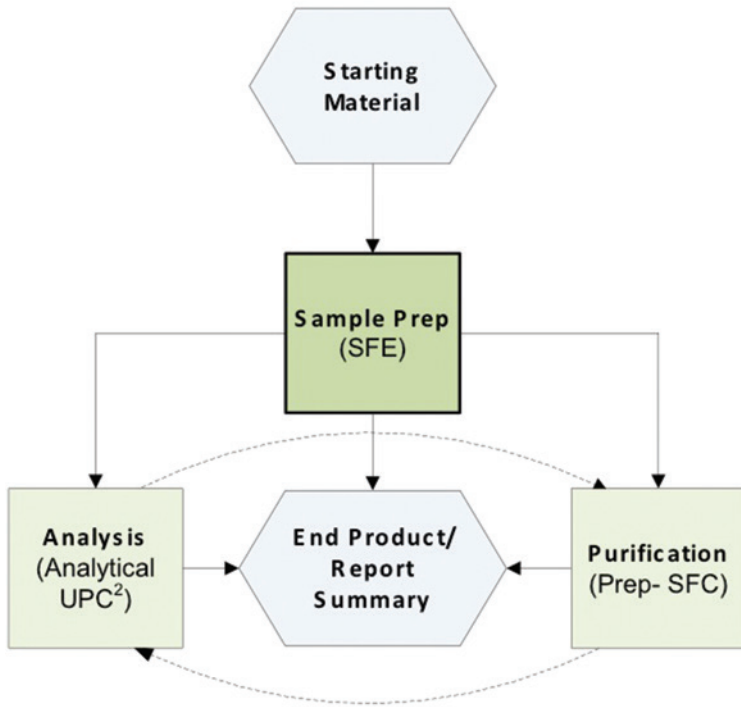 Starting
Material
Sample Prep
(SFE)
Analysis
(Analytical
UPC²)
End Product/
Report
Summary
Purification
(Prep- SFC)